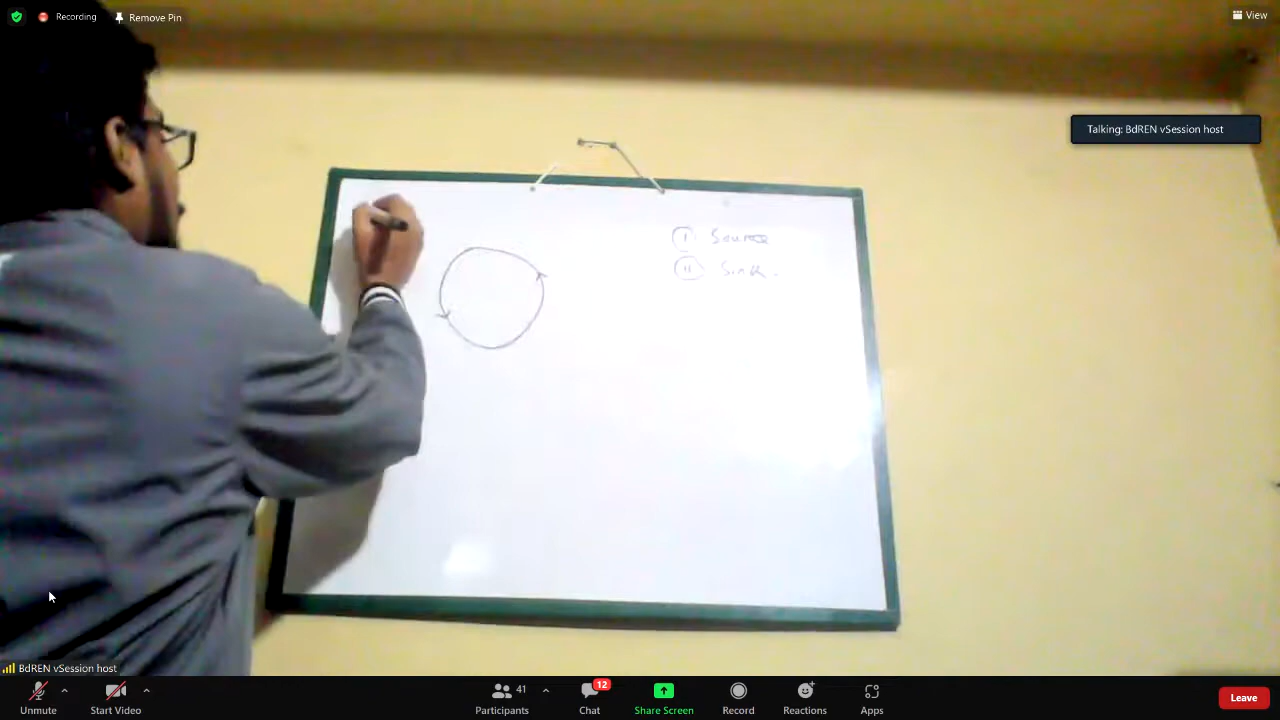 Recording
Remove Pin
View
Talking: BdREN vSession host
I Source
II Sink.
BdREN vSession host
Unmute
Start Video
Participants 41
Chat 12
Share Screen
Record
Reactions
Apps
Leave